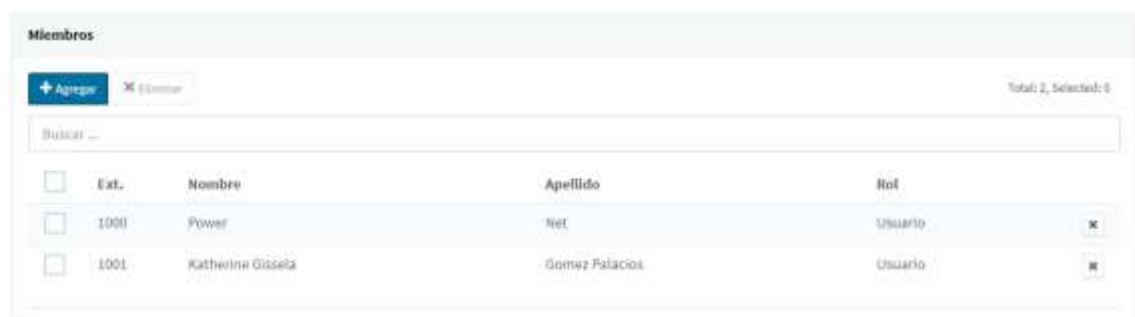 Miembros
Agregar Eliminar Total: 2, Selected: 0
Buscar ...
Ext. Nombre Apellido Rol
1000 Power Net Usuario
1001 Katherine Gissela Gomez Palacios Usuario